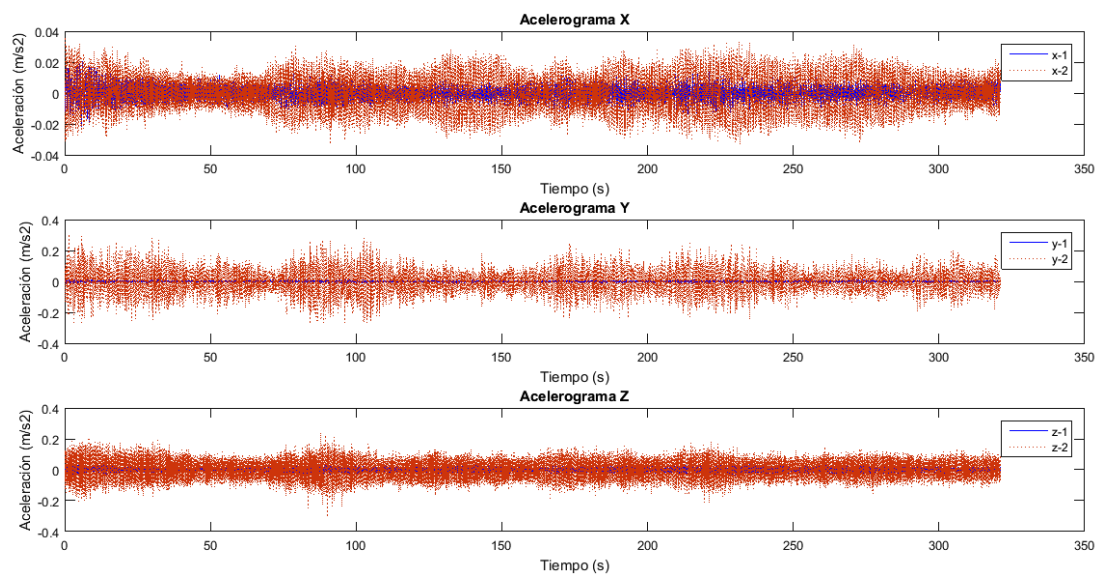 Acelerograma X
Aceleración (m/s2)
0.04
0.02
0
-0.02
-0.04
x-1
x-2
0 50 100 150 200 250 300 350
Tiempo (s)
Acelerograma Y
Aceleración (m/s2)
0.4
0.2
0
-0.2
-0.4
y-1
y-2
0 50 100 150 200 250 300 350
Tiempo (s)
Acelerograma Z
Aceleración (m/s2)
0.4
0.2
0
-0.2
-0.4
z-1
z-2
0 50 100 150 200 250 300 350
Tiempo (s)